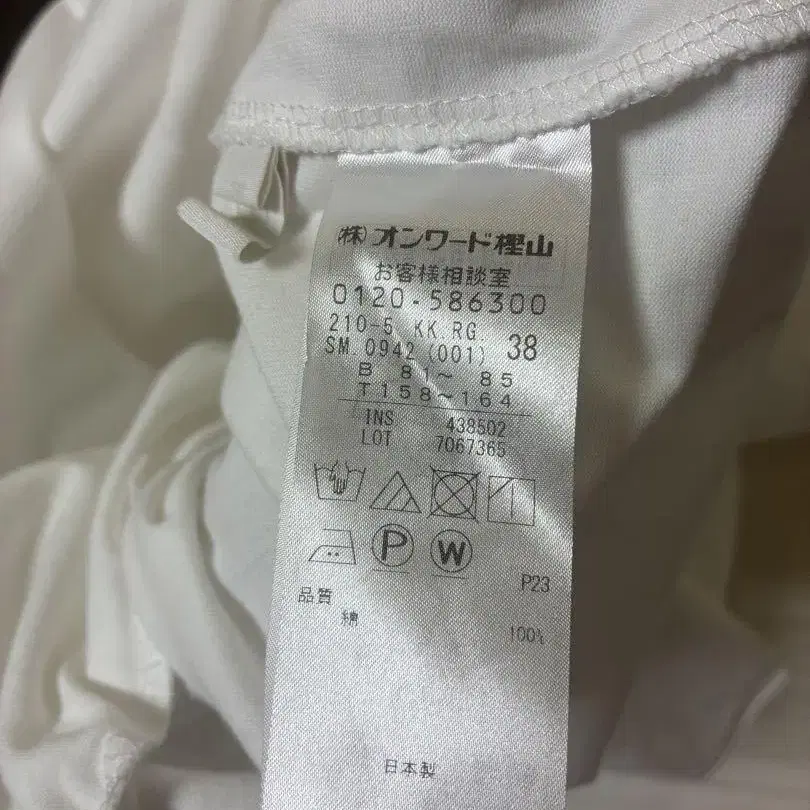 (株)オンワード樫山
お客様相談室
0120-586300
210-5 KK.RG. 38
SM.0942 (001)
B 81～ 85
T158～164
INS 438502
LOT 7067365
P
W
P23
品質
綿 100%
日本製